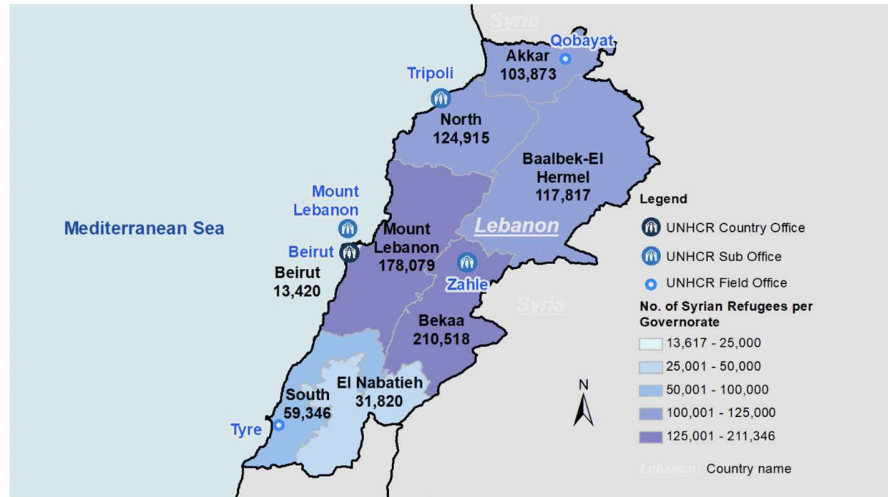 Syria
Qobayat
Akkar
103,873
Tripoli
North
124,915
Baalbek-El
Hermel
117,817
Mount
Lebanon
Mediterranean Sea
Mount
Lebanon
178,079
Lebanon
Beirut
Beirut
13,420
Zahle
Syria
Bekaa
210,518
El Nabatieh
31,820
South
59,346
Tyre
N
Legend
UNHCR Country Office
UNHCR Sub Office
UNHCR Field Office
No. of Syrian Refugees per
Governorate
13,617 - 25,000
25,001 - 50,000
50,001 - 100,000
100,001 - 125,000
125,001 - 211,346
Lebanon Country name